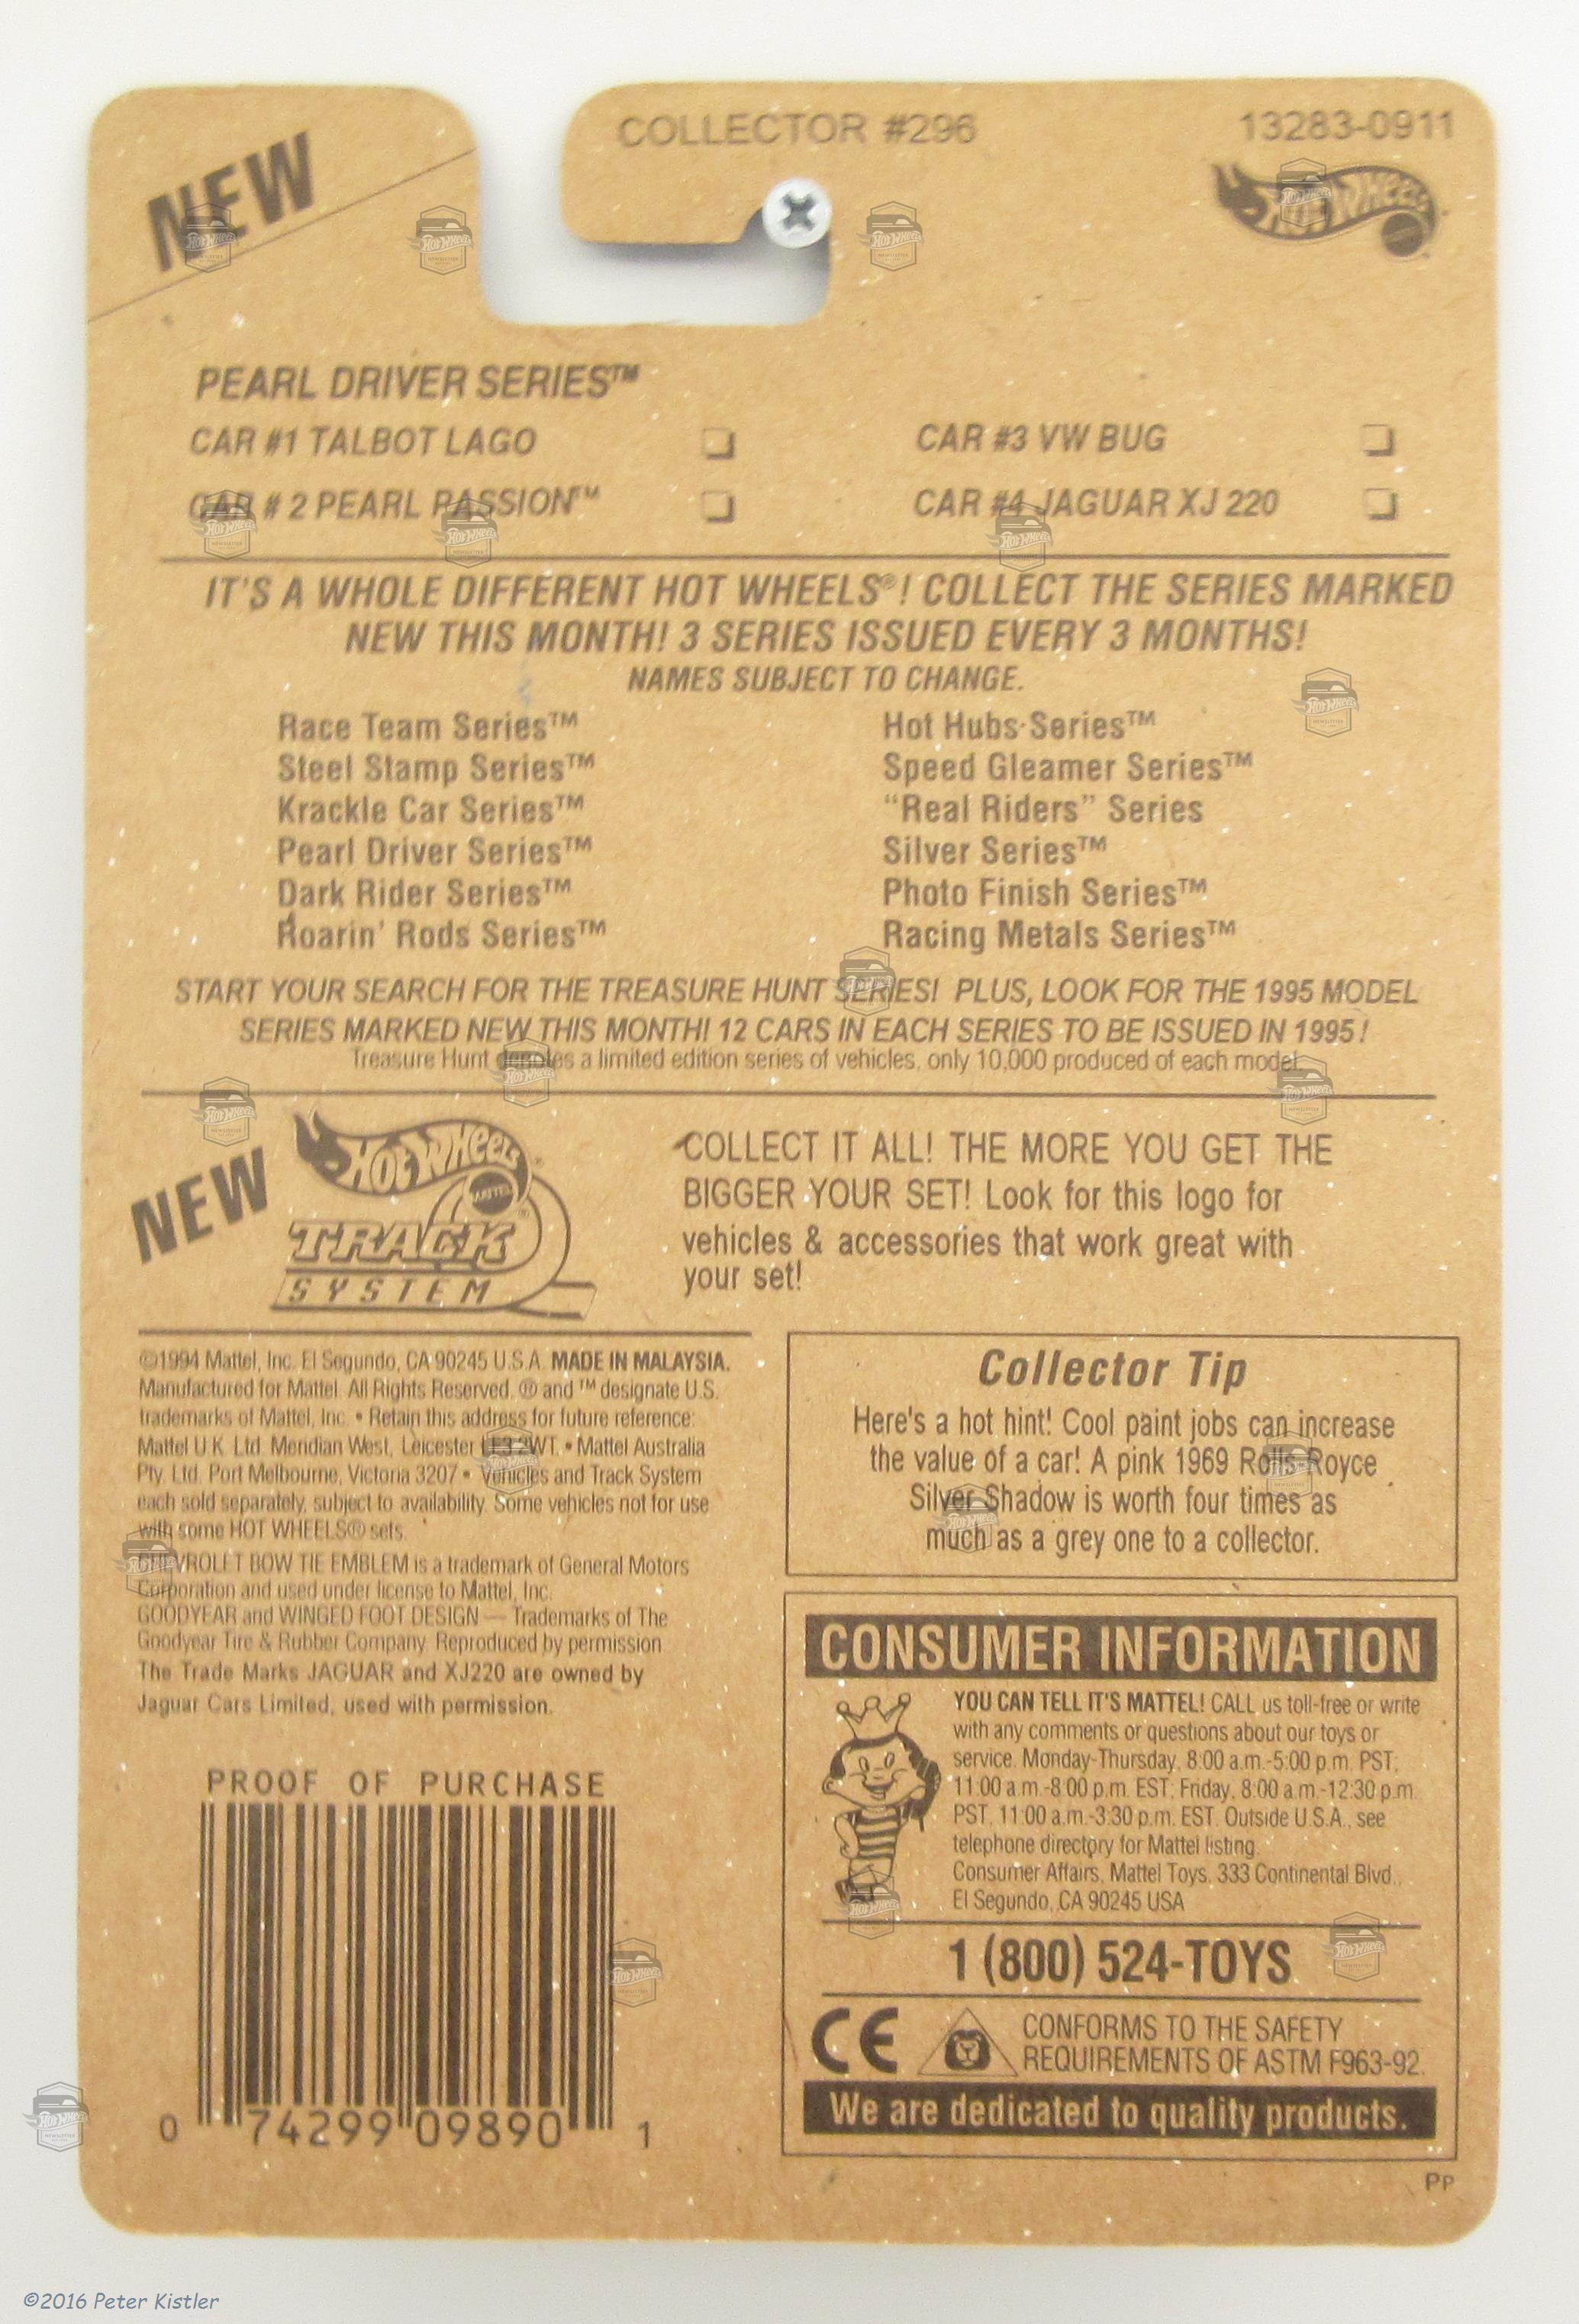 COLLECTOR #296
13283-0911
NEW
HOT WHEELS
PEARL DRIVER SERIES™
CAR #1 TALBOT LAGO ❏
CAR #3 VW BUG ❏
CAR # 2 PEARL PASSION™ ❏
CAR #4 JAGUAR XJ 220 ❏
IT'S A WHOLE DIFFERENT HOT WHEELS®! COLLECT THE SERIES MARKED
NEW THIS MONTH! 3 SERIES ISSUED EVERY 3 MONTHS!
NAMES SUBJECT TO CHANGE.
Race Team Series™
Steel Stamp Series™
Krackle Car Series™
Pearl Driver Series™
Dark Rider Series™
Roarin' Rods Series™
Hot Hubs Series™
Speed Gleamer Series™
“Real Riders” Series
Silver Series™
Photo Finish Series™
Racing Metals Series™
START YOUR SEARCH FOR THE TREASURE HUNT SERIES! PLUS, LOOK FOR THE 1995 MODEL
SERIES MARKED NEW THIS MONTH! 12 CARS IN EACH SERIES TO BE ISSUED IN 1995!
Treasure Hunt denotes a limited edition series of vehicles, only 10,000 produced of each model.
NEW
HOT WHEELS
MATTEL
TRACK®
SYSTEM
COLLECT IT ALL! THE MORE YOU GET THE
BIGGER YOUR SET! Look for this logo for
vehicles & accessories that work great with
your set!
©1994 Mattel, Inc. El Segundo, CA 90245 U.S.A. MADE IN MALAYSIA.
Manufactured for Mattel. All Rights Reserved. ® and ™ designate U.S.
trademarks of Mattel, Inc. • Retain this address for future reference:
Mattel U.K. Ltd. Meridian West, Leicester LE3 2WT. • Mattel Australia
Pty. Ltd. Port Melbourne, Victoria 3207 • Vehicles and Track System
each sold separately, subject to availability. Some vehicles not for use
with some HOT WHEELS® sets.
CHEVROLET BOW TIE EMBLEM is a trademark of General Motors
Corporation and used under license to Mattel, Inc.
GOODYEAR and WINGED FOOT DESIGN — Trademarks of The
Goodyear Tire & Rubber Company. Reproduced by permission
The Trade Marks JAGUAR and XJ220 are owned by
Jaguar Cars Limited, used with permission.
Collector Tip
Here's a hot hint! Cool paint jobs can increase
the value of a car! A pink 1969 Rolls-Royce
Silver Shadow is worth four times as
much as a grey one to a collector.
CONSUMER INFORMATION
YOU CAN TELL IT'S MATTEL! CALL us toll-free or write
with any comments or questions about our toys or
service. Monday-Thursday, 8:00 a.m.-5:00 p.m. PST;
11:00 a.m.-8:00 p.m. EST; Friday, 8:00 a.m.-12:30 p.m.
PST, 11:00 a.m.-3:30 p.m. EST. Outside U.S.A., see
telephone directory for Mattel listing.
Consumer Affairs, Mattel Toys, 333 Continental Blvd.,
El Segundo, CA 90245 USA
1 (800) 524-TOYS
CE
CONFORMS TO THE SAFETY
REQUIREMENTS OF ASTM F963-92.
We are dedicated to quality products.
PROOF OF PURCHASE
0 74299 09890 1
PP
©2016 Peter Kistler